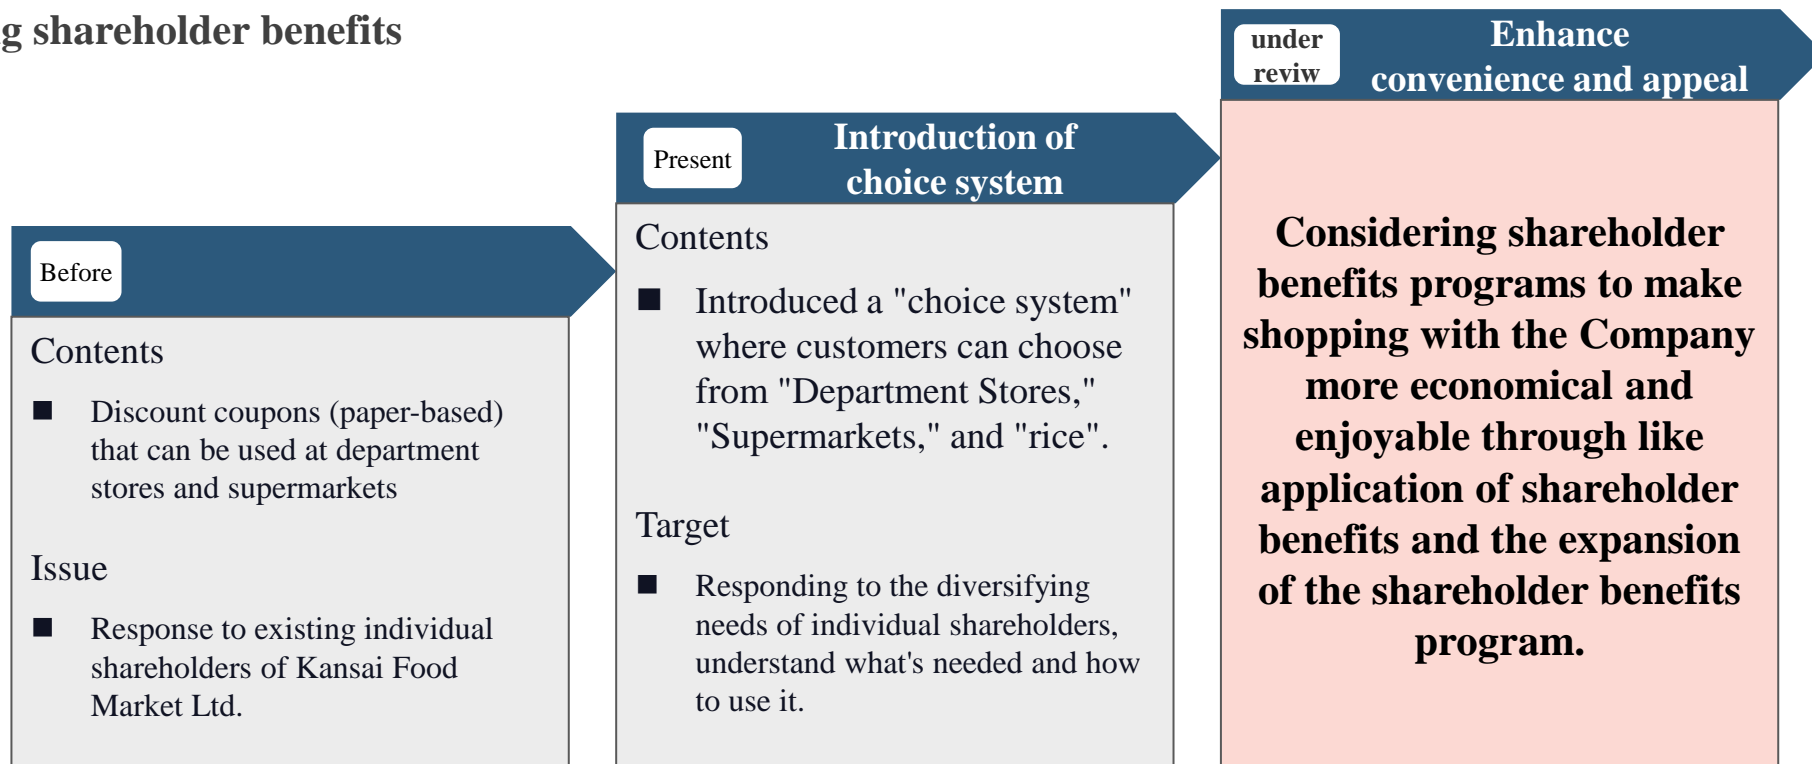 g shareholder benefits
Before
Contents
■ Discount coupons (paper-based)
that can be used at department
stores and supermarkets
Issue
■ Response to existing individual
shareholders of Kansai Food
Market Ltd.
Present
Introduction of
choice system
Contents
■ Introduced a "choice system"
where customers can choose
from "Department Stores,"
"Supermarkets," and "rice".
Target
■ Responding to the diversifying
needs of individual shareholders,
understand what's needed and how
to use it.
under
reviw
Enhance
convenience and appeal
Considering shareholder
benefits programs to make
shopping with the Company
more economical and
enjoyable through like
application of shareholder
benefits and the expansion
of the shareholder benefits
program.